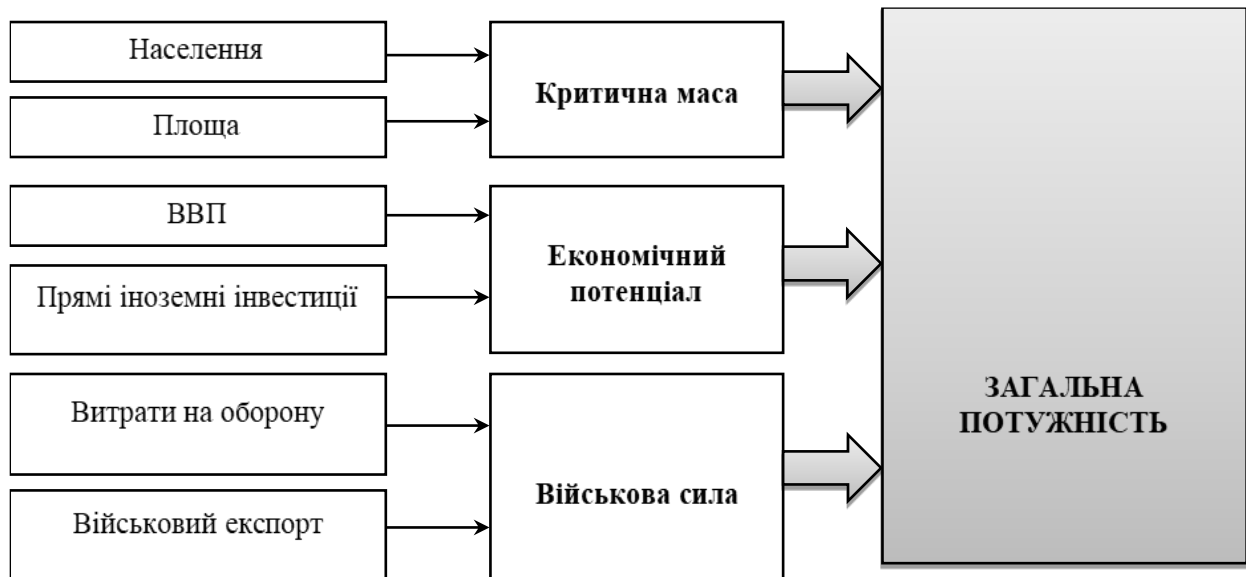 Населення
Площа
Критична маса
ВВП
Прямі іноземні інвестиції
Економічний
потенціал
Витрати на оборону
Військовий експорт
Військова сила
ЗАГАЛЬНА
ПОТУЖНІСТЬ